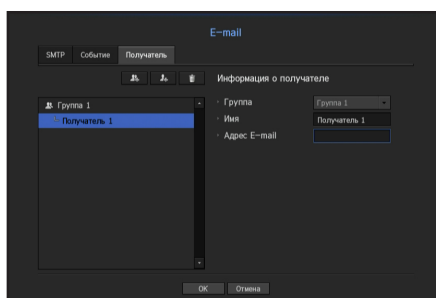 E-mail
SMTP Событие Получатель
Информация о получателе
Группа 1
Получатель 1
· Группа Группа 1
· Имя Получатель 1
· Адрес E-mail
OK Отмена